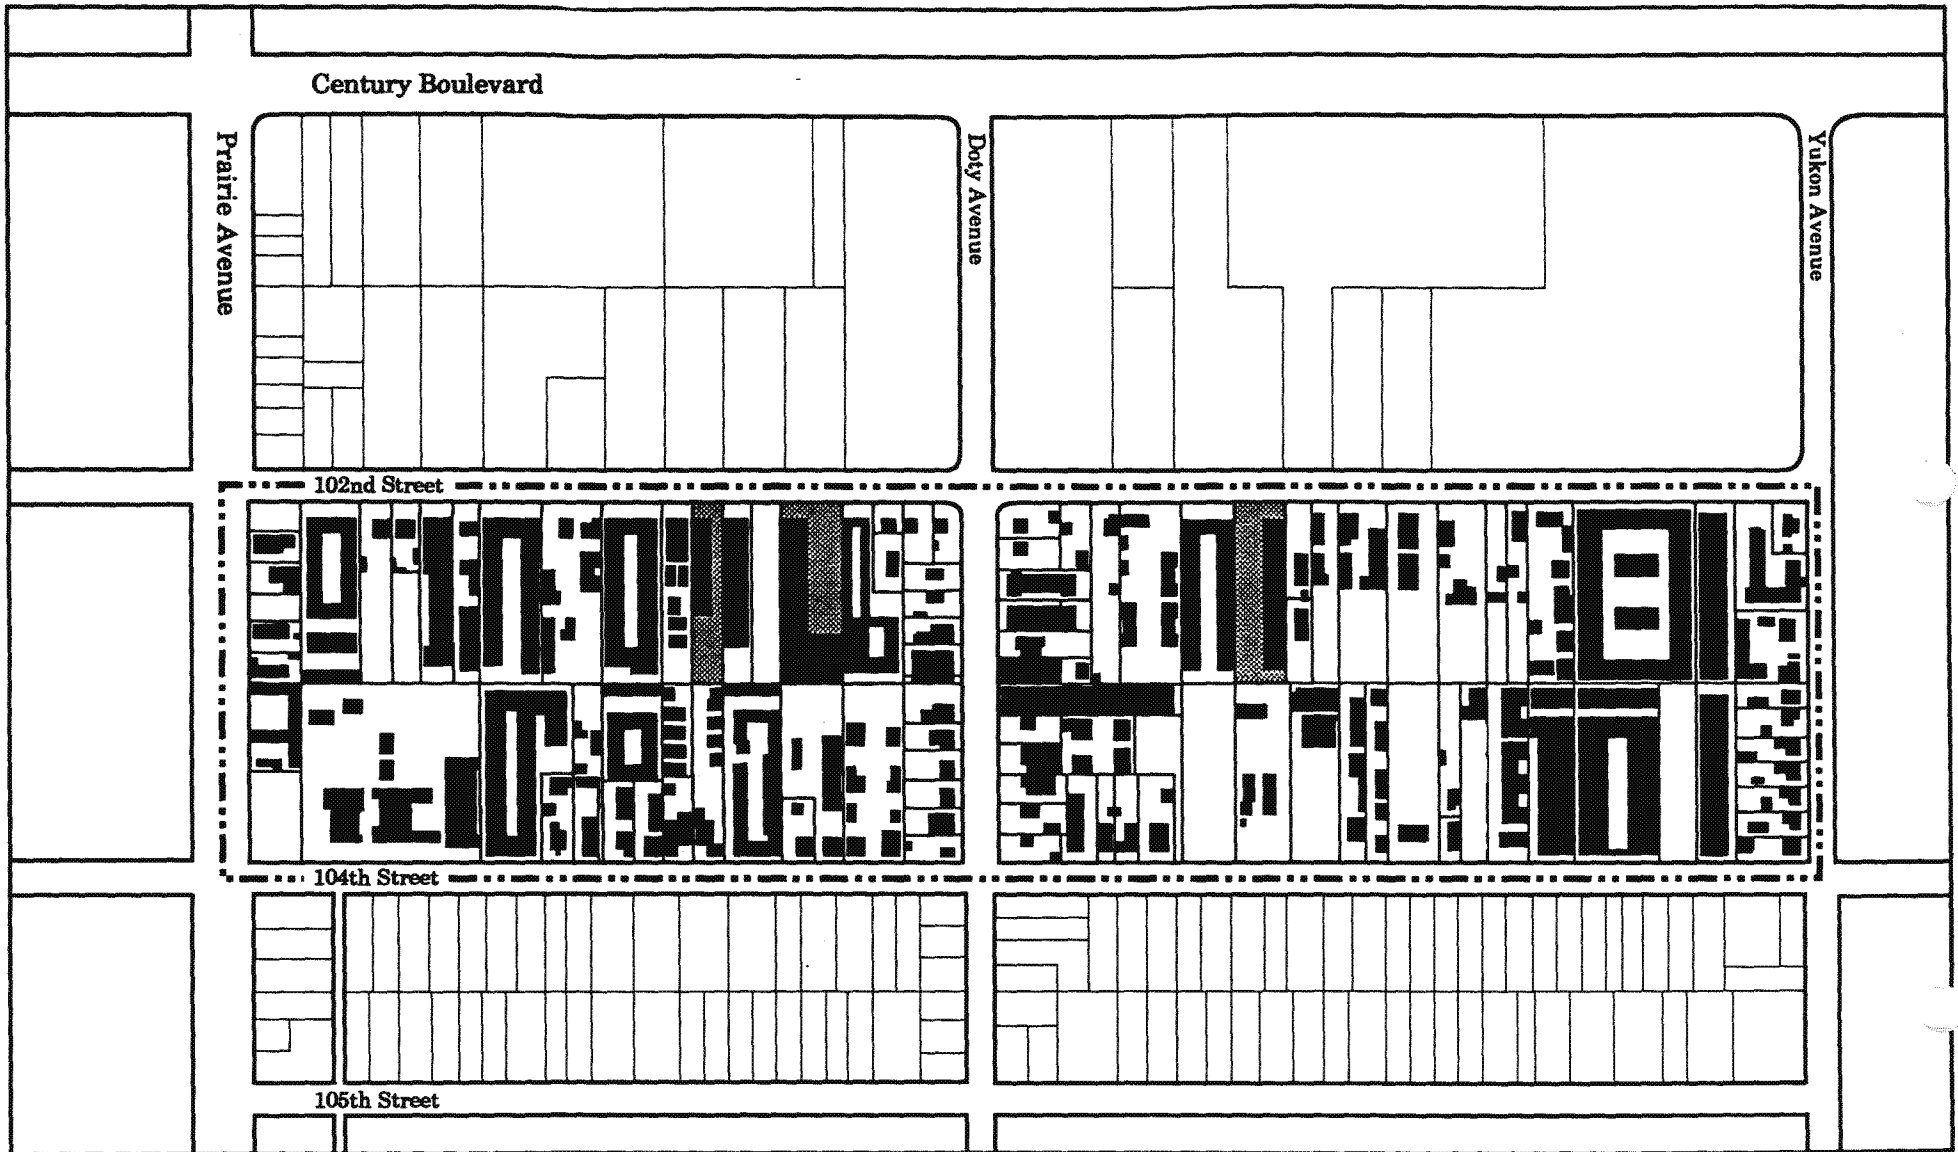 Century Boulevard
Prairie Avenue
Doty Avenue
Yukon Avenue
102nd Street
104th Street
105th Street